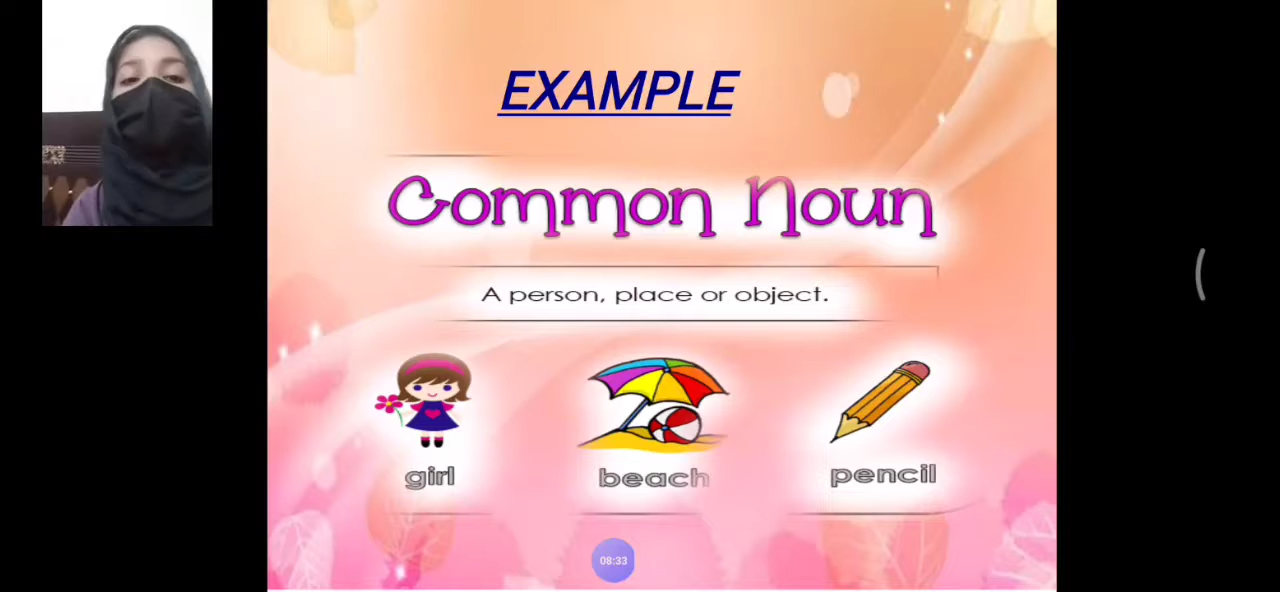 EXAMPLE
Common Noun
A person, place or object.
girl beach pencil
08:33